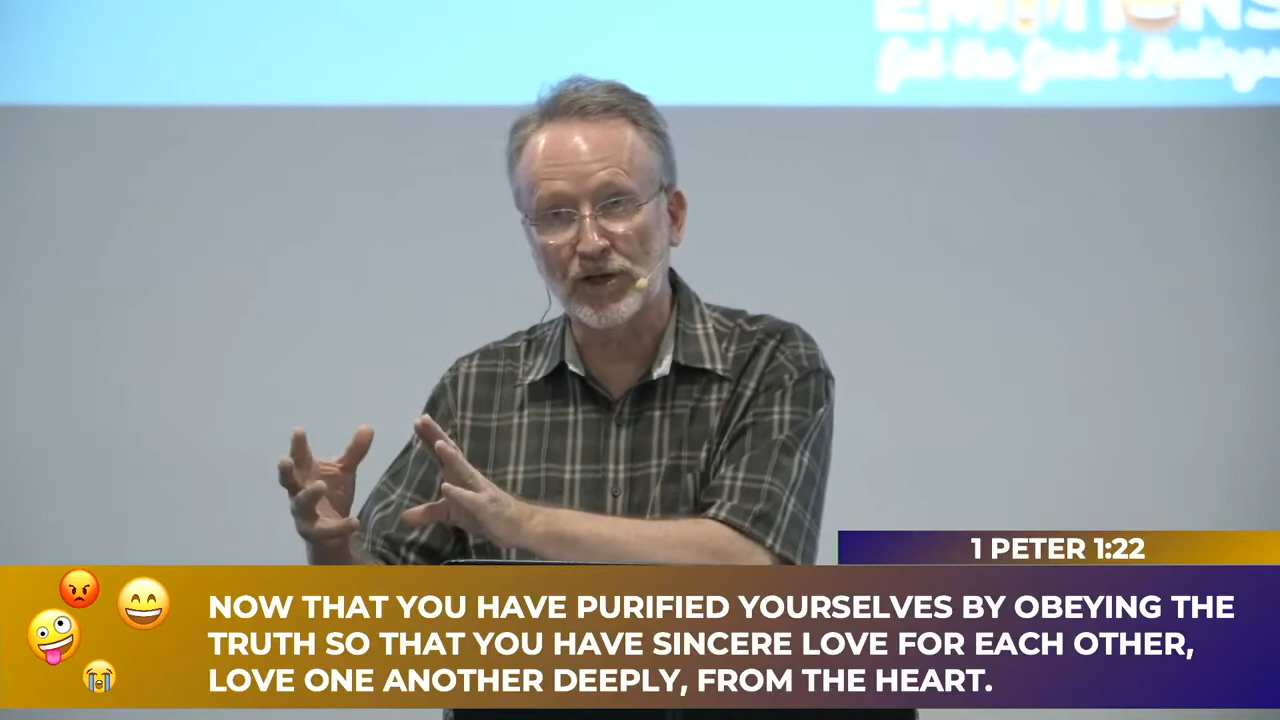 EMOTIONS
1 PETER 1:22
NOW THAT YOU HAVE PURIFIED YOURSELVES BY OBEYING THE
TRUTH SO THAT YOU HAVE SINCERE LOVE FOR EACH OTHER,
LOVE ONE ANOTHER DEEPLY, FROM THE HEART.